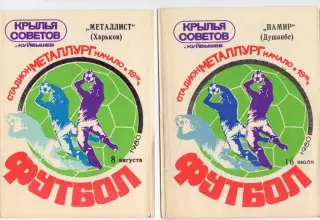 КРЫЛЬЯ
СОВЕТОВ
г. КУЙБЫШЕВ
„МЕТАЛЛИСТ"
(Харьков)
СТАДИОН МЕТАЛЛУРГ НАЧАЛО в 19
1980
8 августа
ФУТБОЛ
КРЫЛЬЯ
СОВЕТОВ
г. КУЙБЫШЕВ
„ПАМИР"
(Душанбе)
СТАДИОН МЕТАЛЛУРГ НАЧАЛО в 19
1980
16 июля
ФУТБОЛ